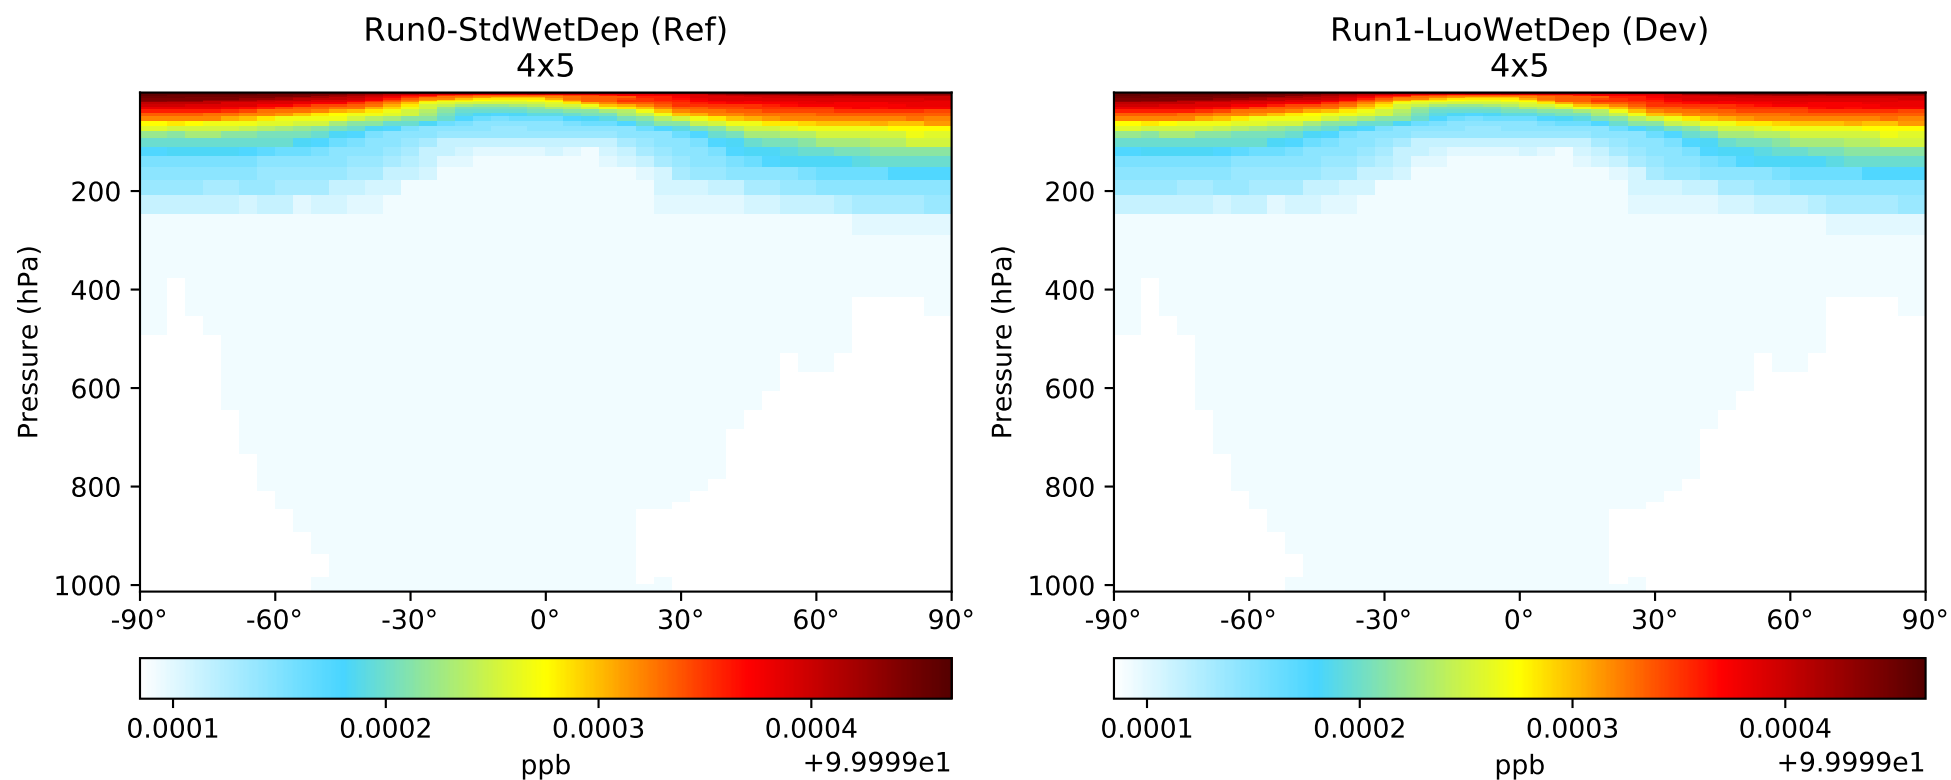 Run0-StdWetDep (Ref)
4x5
Run1-LuoWetDep (Dev)
4x5
Pressure (hPa)
200
400
600
800
1000
-90° -60° -30° 0° 30° 60° 90°
Pressure (hPa)
200
400
600
800
1000
-90° -60° -30° 0° 30° 60° 90°
0.0001 0.0002 0.0003 0.0004
ppb +9.9999e1
0.0001 0.0002 0.0003 0.0004
ppb +9.9999e1